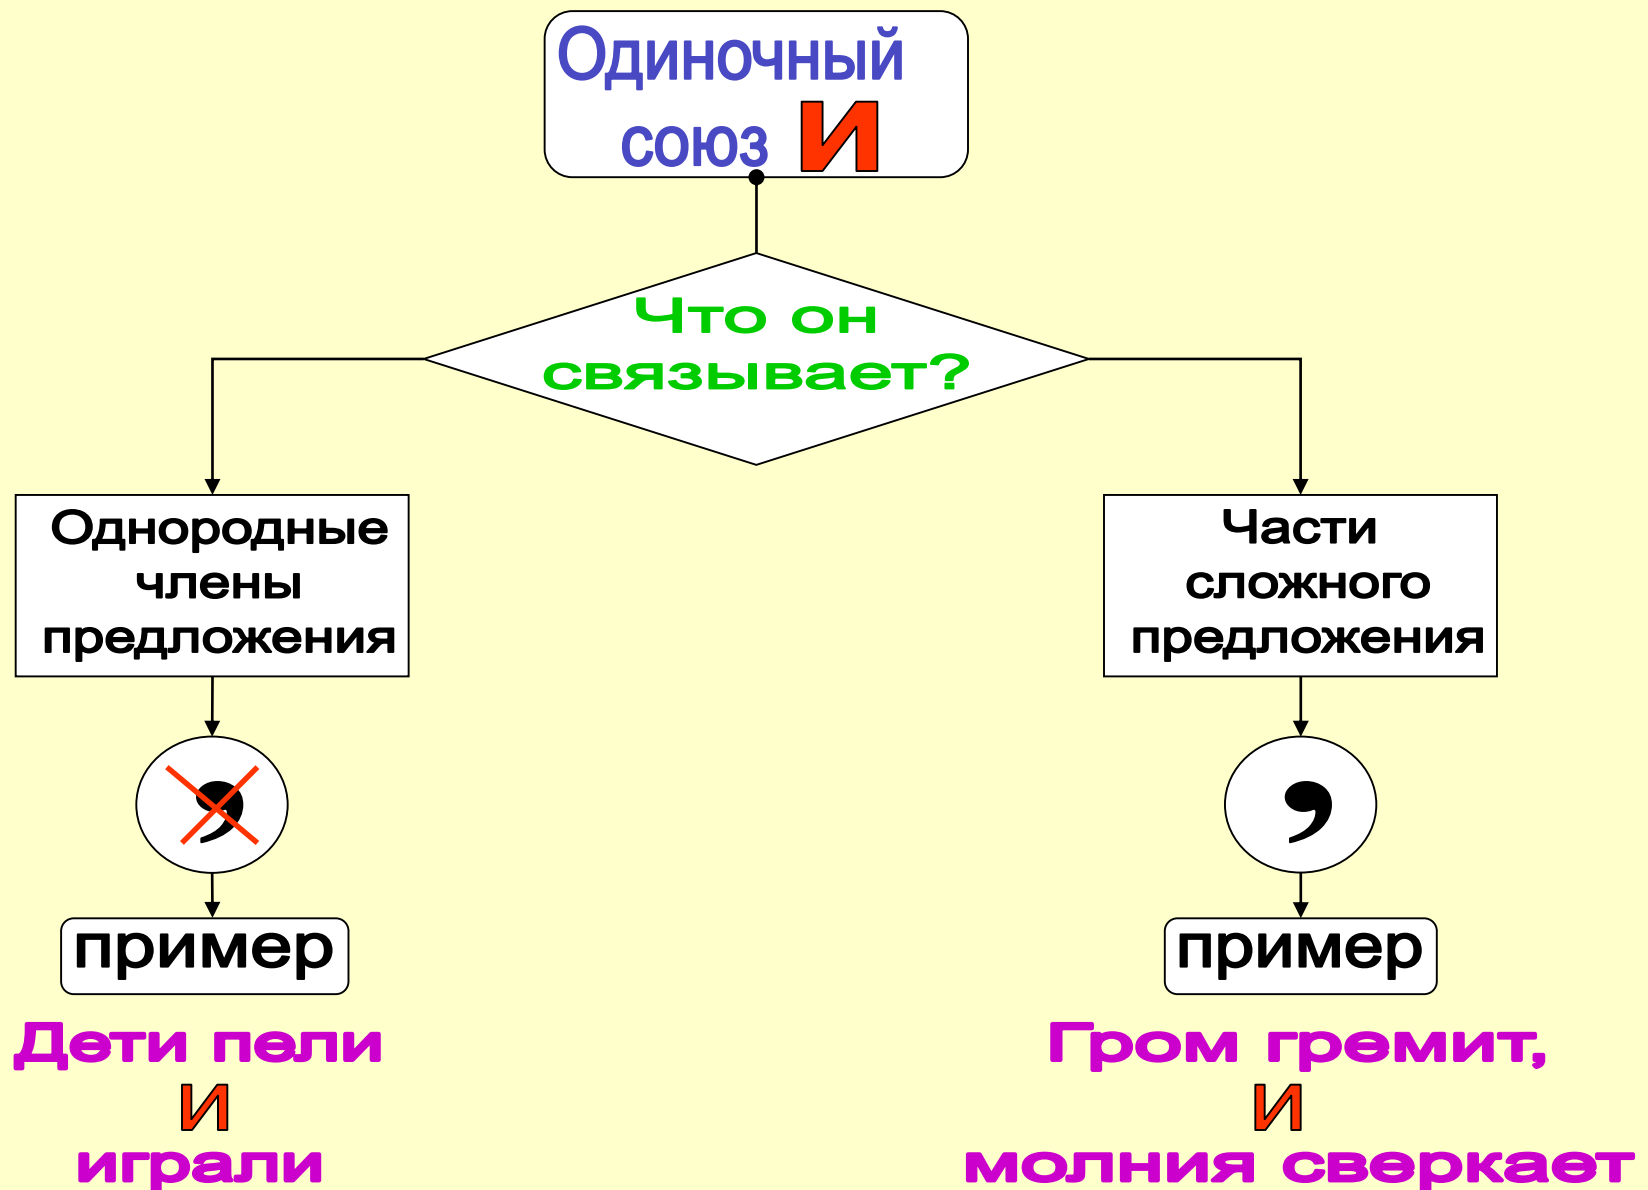 Одиночный
союз и
Что он
связывает?
Однородные
члены
предложения
Части
сложного
предложения
,
,
пример
пример
Дети пели
и
играли
Гром гремит,
и
молния сверкает